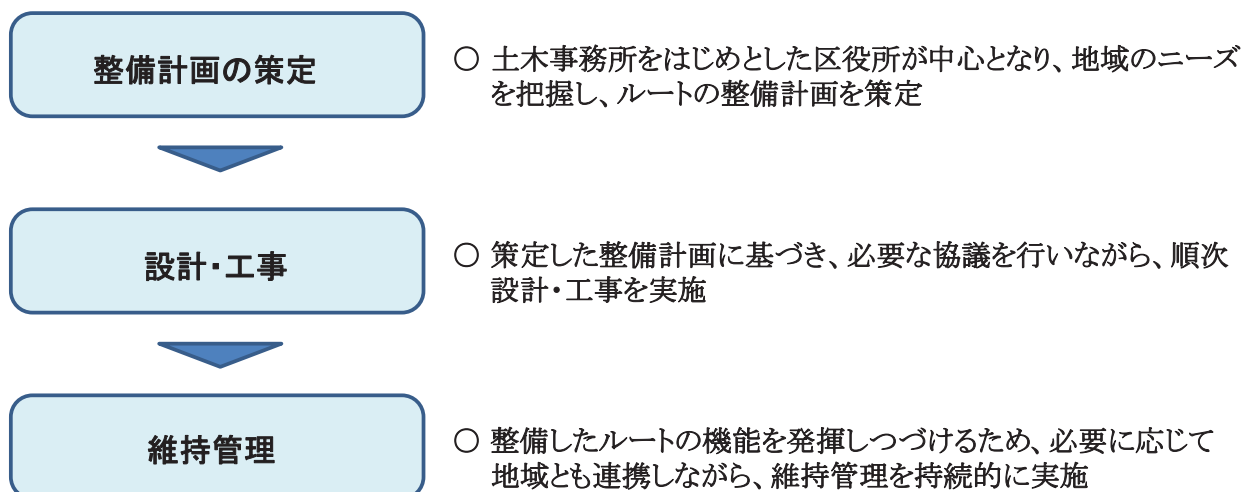 整備計画の策定
○ 土木事務所をはじめとした区役所が中心となり、地域のニーズ
を把握し、ルートの整備計画を策定
設計・工事
○ 策定した整備計画に基づき、必要な協議を行いながら、順次
設計・工事を実施
維持管理
○ 整備したルートの機能を発揮しつづけるため、必要に応じて
地域とも連携しながら、維持管理を持続的に実施